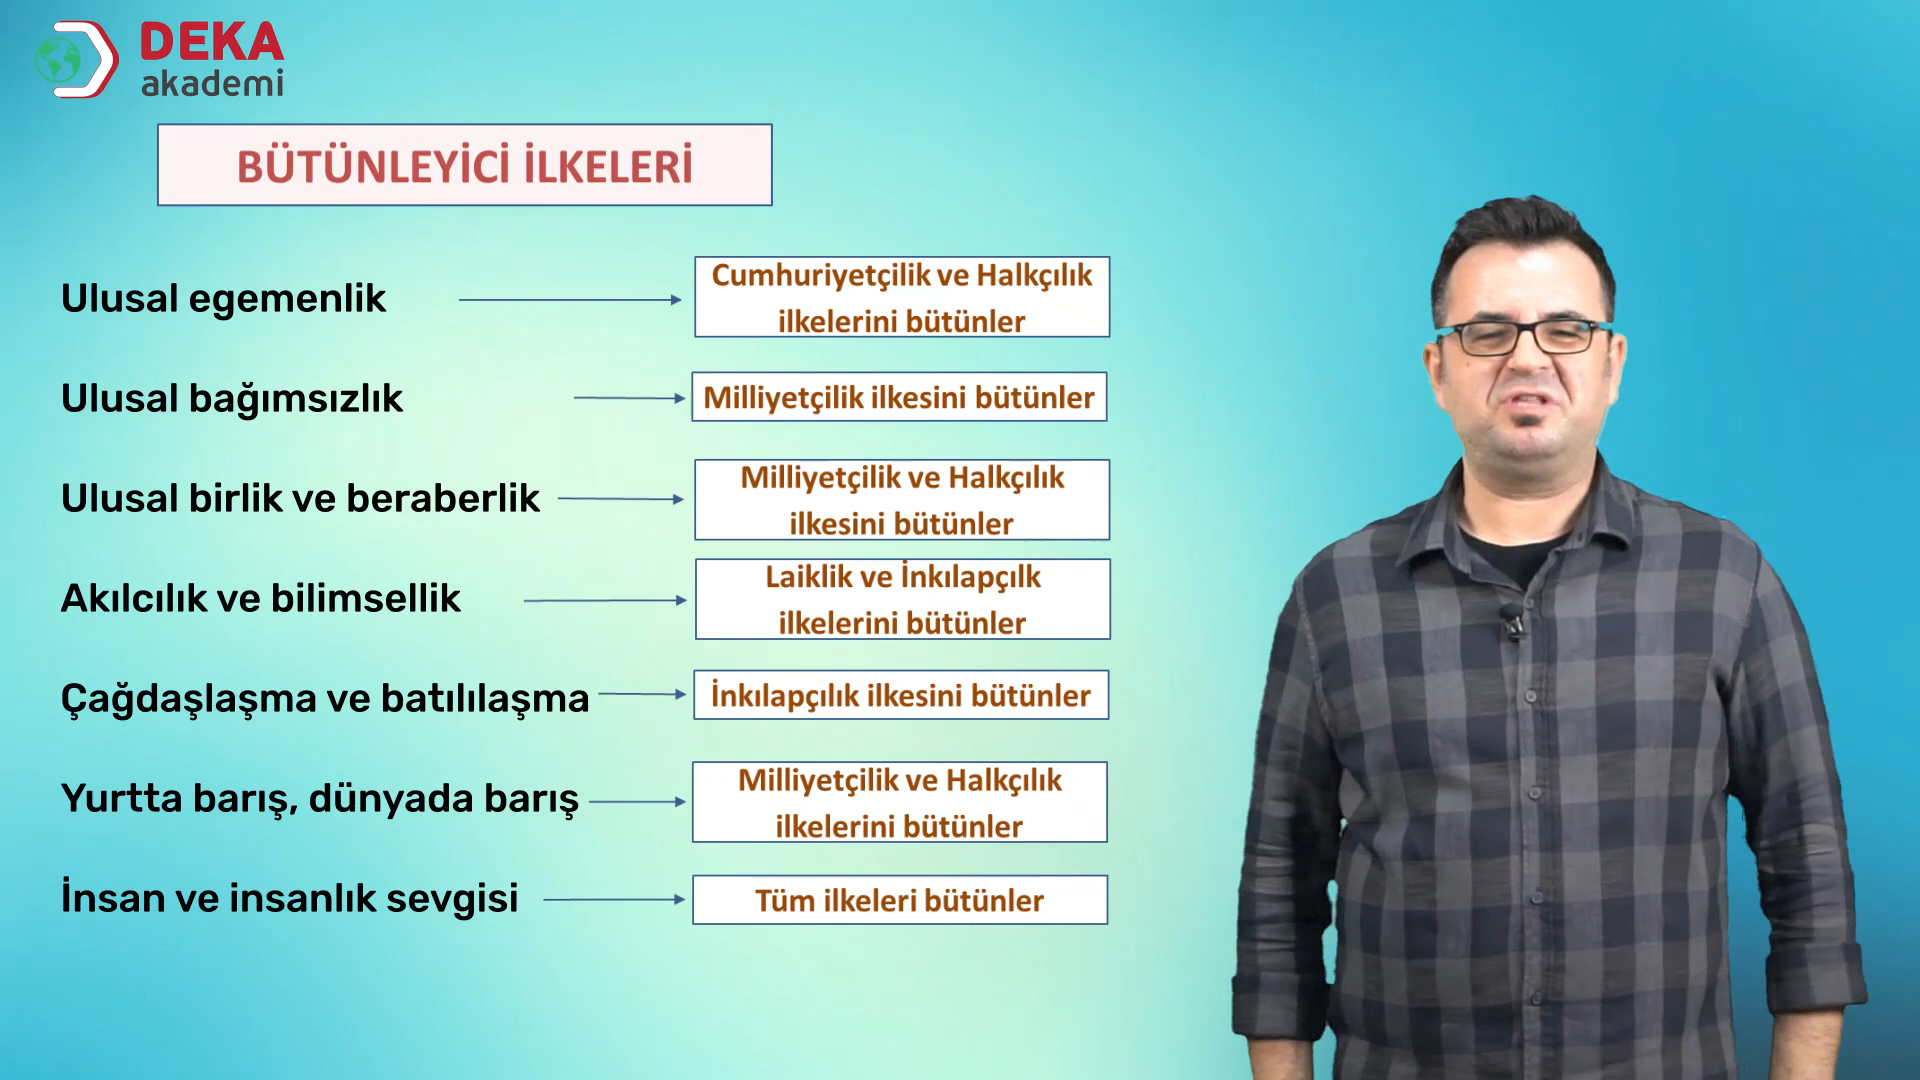 DEKA
akademi
BÜTÜNLEYİCİ İLKELERİ
Ulusal egemenlik
Cumhuriyetçilik ve Halkçılık
ilkelerini bütünler
Ulusal bağımsızlık
Milliyetçilik ilkesini bütünler
Ulusal birlik ve beraberlik
Milliyetçilik ve Halkçılık
ilkesini bütünler
Akılcılık ve bilimsellik
Laiklik ve İnkılapçılk
ilkelerini bütünler
Çağdaşlaşma ve batılılaşma
İnkılapçılık ilkesini bütünler
Yurtta barış, dünyada barış
Milliyetçilik ve Halkçılık
ilkelerini bütünler
İnsan ve insanlık sevgisi
Tüm ilkeleri bütünler